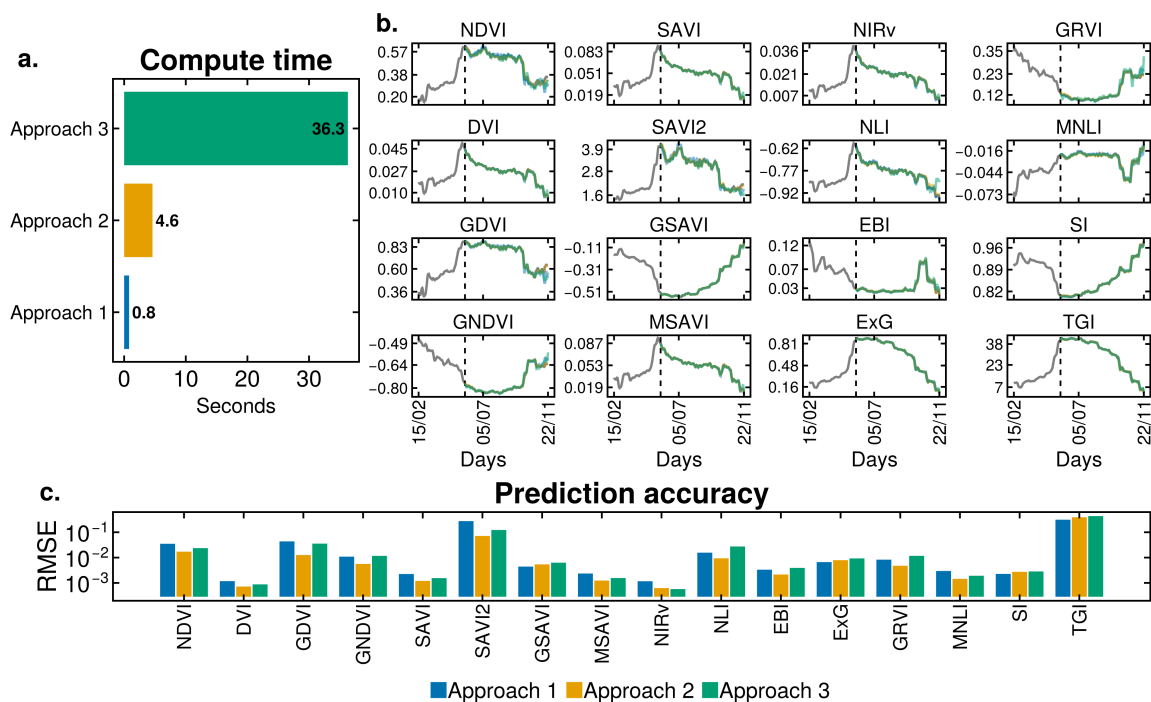 a.
Compute time
Approach 3
36.3
Approach 2
4.6
Approach 1
0.8
0 10 20 30
Seconds
b.
NDVI SAVI NIRv GRVI
0.57 0.083 0.036 0.35
0.38 0.051 0.021 0.23
0.20 0.019 0.007 0.12
DVI SAVI2 NLI MNLI
0.045 3.9 −0.62 −0.016
0.027 2.8 −0.77 −0.044
0.010 1.6 −0.92 −0.073
GDVI GSAVI EBI SI
0.83 −0.11 0.12 0.96
0.60 −0.31 0.07 0.89
0.36 −0.51 0.03 0.82
GNDVI MSAVI ExG TGI
−0.49 0.087 0.81 38
−0.64 0.053 0.48 22
−0.80 0.019 0.16 7
15/02 05/07 22/11 15/02 05/07 22/11 15/02 05/07 22/11 15/02 05/07 22/11
Days Days Days Days
c.
Prediction accuracy
RMSE
10⁻¹
10⁻²
10⁻³
NDVI DVI GDVI GNDVI SAVI SAVI2 GSAVI MSAVI NIRv NLI EBI ExG GRVI MNLI SI TGI
Approach 1 Approach 2 Approach 3